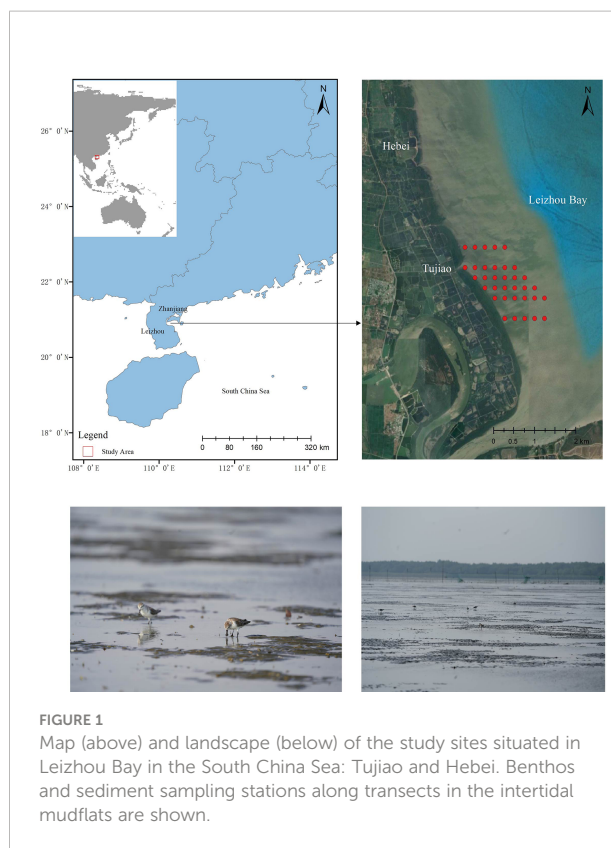 N
26° 0′N
24° 0′N
22° 0′N
20° 0′N
18° 0′N
Zhanjiang
Leizhou
South China Sea
Legend
Study Area
0 80 160 320 km
108° 0′E 110° 0′E 112° 0′E 114° 0′E
N
Hebei
Leizhou Bay
Tujiao
0 0.5 1 2 km
FIGURE 1
Map (above) and landscape (below) of the study sites situated in
Leizhou Bay in the South China Sea: Tujiao and Hebei. Benthos
and sediment sampling stations along transects in the intertidal
mudflats are shown.